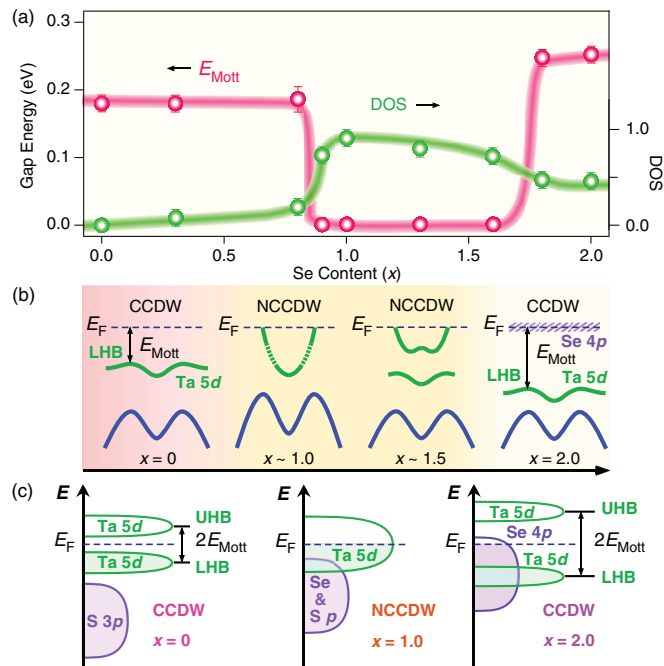 (a)
0.3
0.2
0.1
0.0
Gap Energy (eV)
E_Mott
DOS
1.0
0.0
DOS
0.0 0.5 1.0 1.5 2.0
Se Content (x)
(b)
CCDW NCCDW NCCDW CCDW
E_F E_F E_F E_F
Se 4p
LHB E_Mott
Ta 5d
E_Mott
LHB Ta 5d
x = 0 x ~ 1.0 x ~ 1.5 x = 2.0
(c)
E
UHB
Ta 5d
E_F
2E_Mott
Ta 5d
LHB
S 3p
CCDW
x = 0
E_F
Ta 5d
Se
&
S p
NCCDW
x = 1.0
E
UHB
Ta 5d
Se 4p
E_F
2E_Mott
Ta 5d
LHB
CCDW
x = 2.0